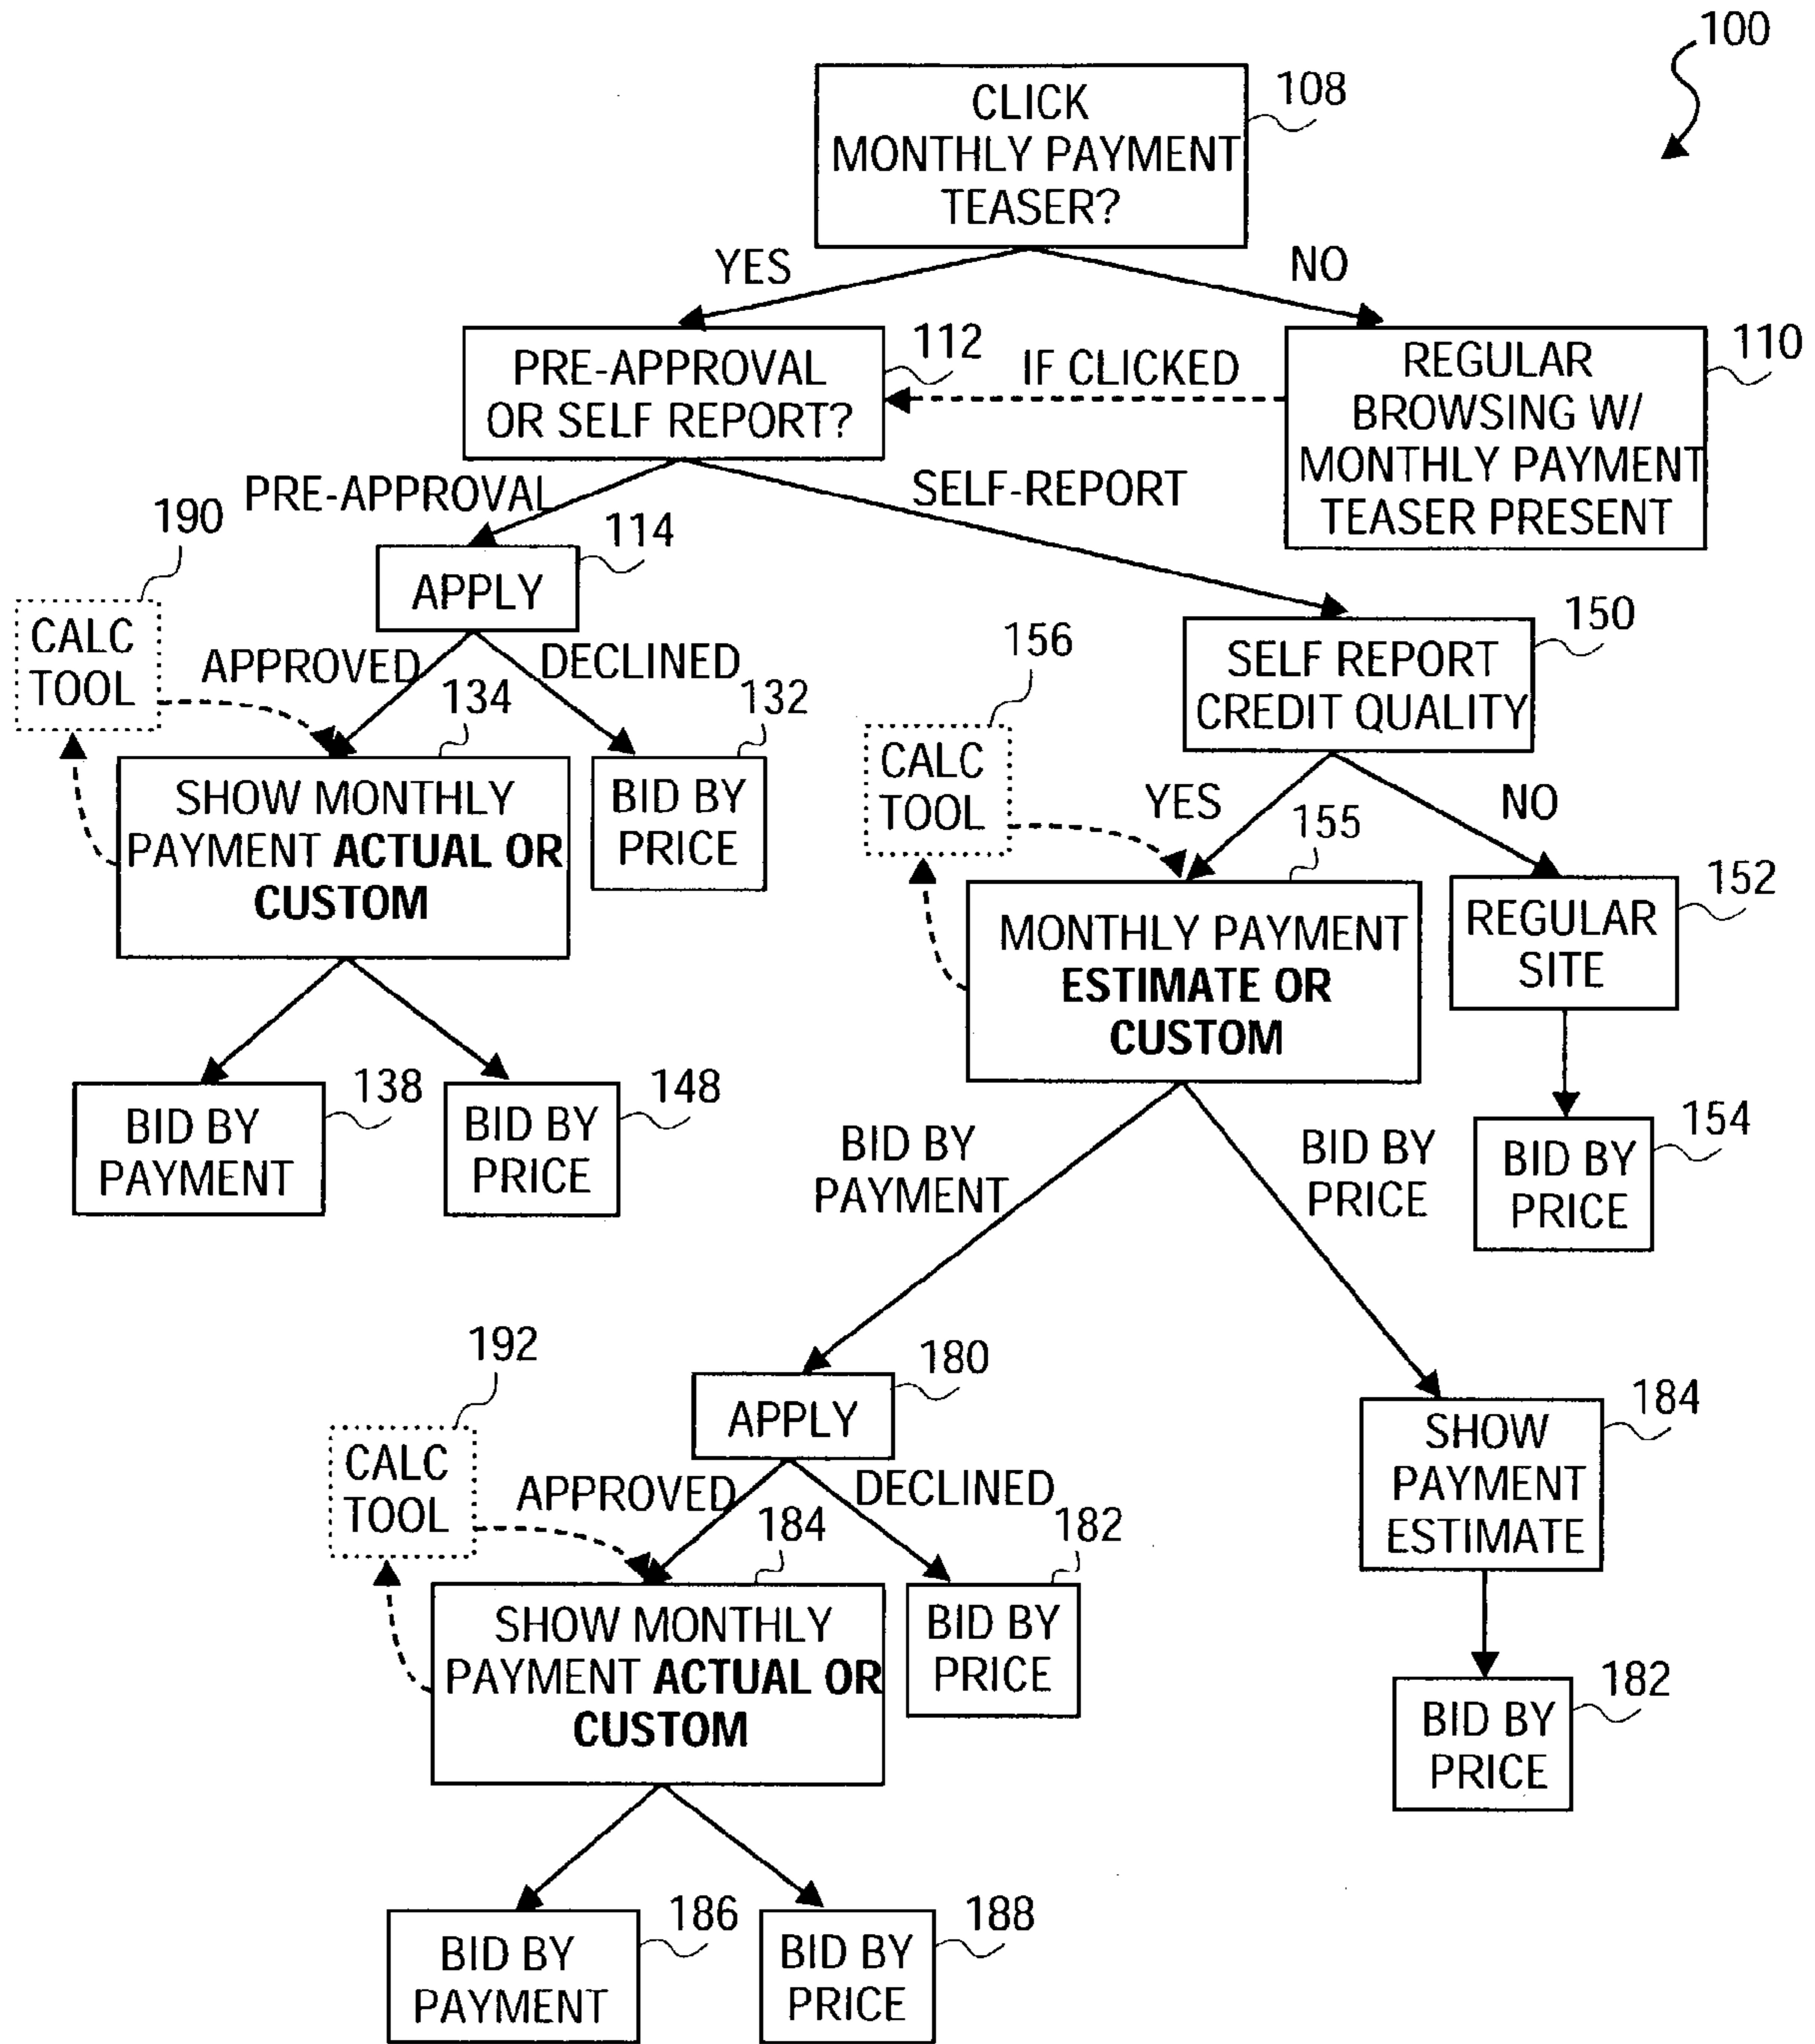 100
CLICK
MONTHLY PAYMENT
TEASER?
108
YES
NO
PRE-APPROVAL
OR SELF REPORT?
112
IF CLICKED
REGULAR
BROWSING W/
MONTHLY PAYMENT
TEASER PRESENT
110
PRE-APPROVAL
SELF-REPORT
190
114
APPLY
CALC
TOOL
APPROVED
DECLINED
134
132
SHOW MONTHLY
PAYMENT ACTUAL OR
CUSTOM
BID BY
PRICE
156
150
SELF REPORT
CREDIT QUALITY
CALC
TOOL
YES
NO
155
152
MONTHLY PAYMENT
ESTIMATE OR
CUSTOM
REGULAR
SITE
138
148
BID BY
PAYMENT
BID BY
PRICE
BID BY
PAYMENT
BID BY
PRICE
154
BID BY
PRICE
192
180
APPLY
184
SHOW
PAYMENT
ESTIMATE
CALC
TOOL
APPROVED
DECLINED
184
182
SHOW MONTHLY
PAYMENT ACTUAL OR
CUSTOM
BID BY
PRICE
182
BID BY
PRICE
186
188
BID BY
PAYMENT
BID BY
PRICE